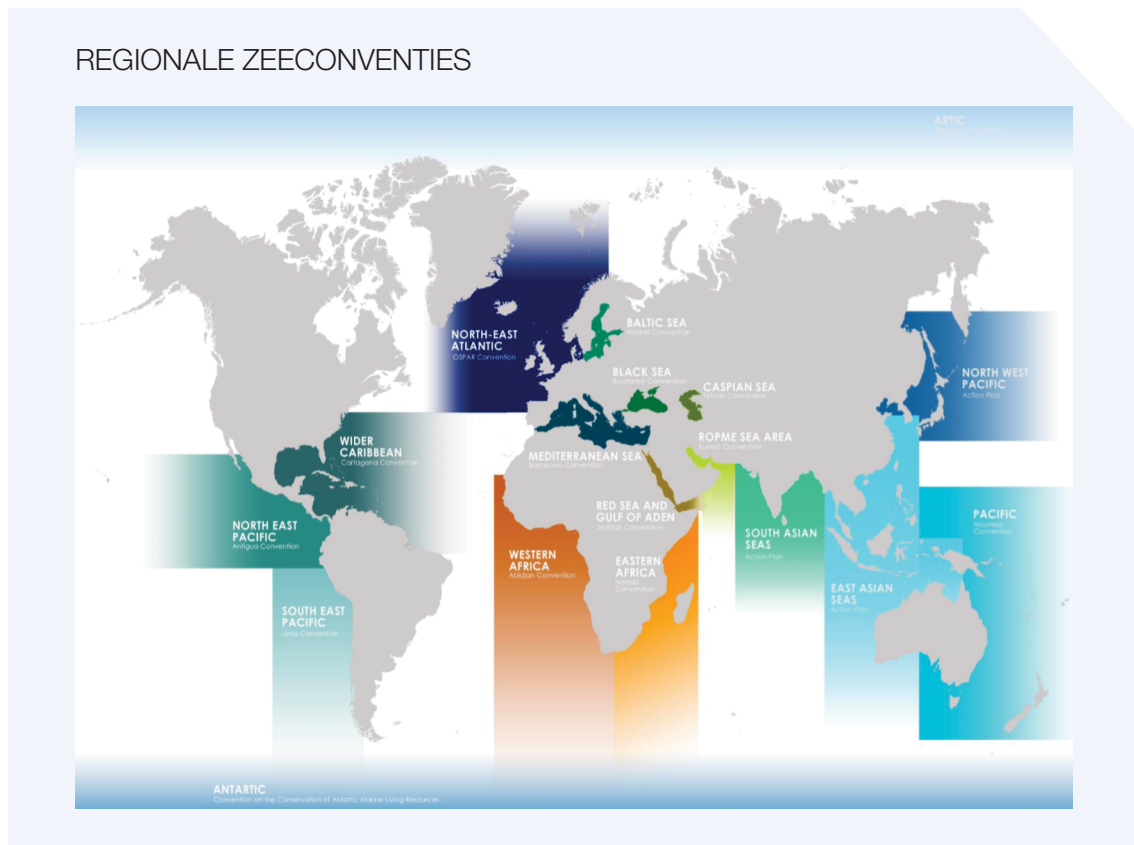 REGIONALE ZEECONVENTIES
ARTIC
NORTH-EAST
ATLANTIC
OSPAR Convention
BALTIC SEA
Helsinki Convention
BLACK SEA
Bucharest Convention
CASPIAN SEA
Tehran Convention
NORTH WEST
PACIFIC
Action Plan
WIDER
CARIBBEAN
Cartagena Convention
MEDITERRANEAN SEA
Barcelona Convention
ROPME SEA AREA
Kuwait Convention
NORTH EAST
PACIFIC
Antigua Convention
RED SEA AND
GULF OF ADEN
Jeddah Convention
PACIFIC
Noumea
Convention
WESTERN
AFRICA
Abidjan Convention
EASTERN
AFRICA
Nairobi
Convention
SOUTH ASIAN
SEAS
Action Plan
EAST ASIAN
SEAS
Action Plan
SOUTH EAST
PACIFIC
Lima Convention
ANTARTIC
Convention on the Conservation of Antartic Marine Living Resources